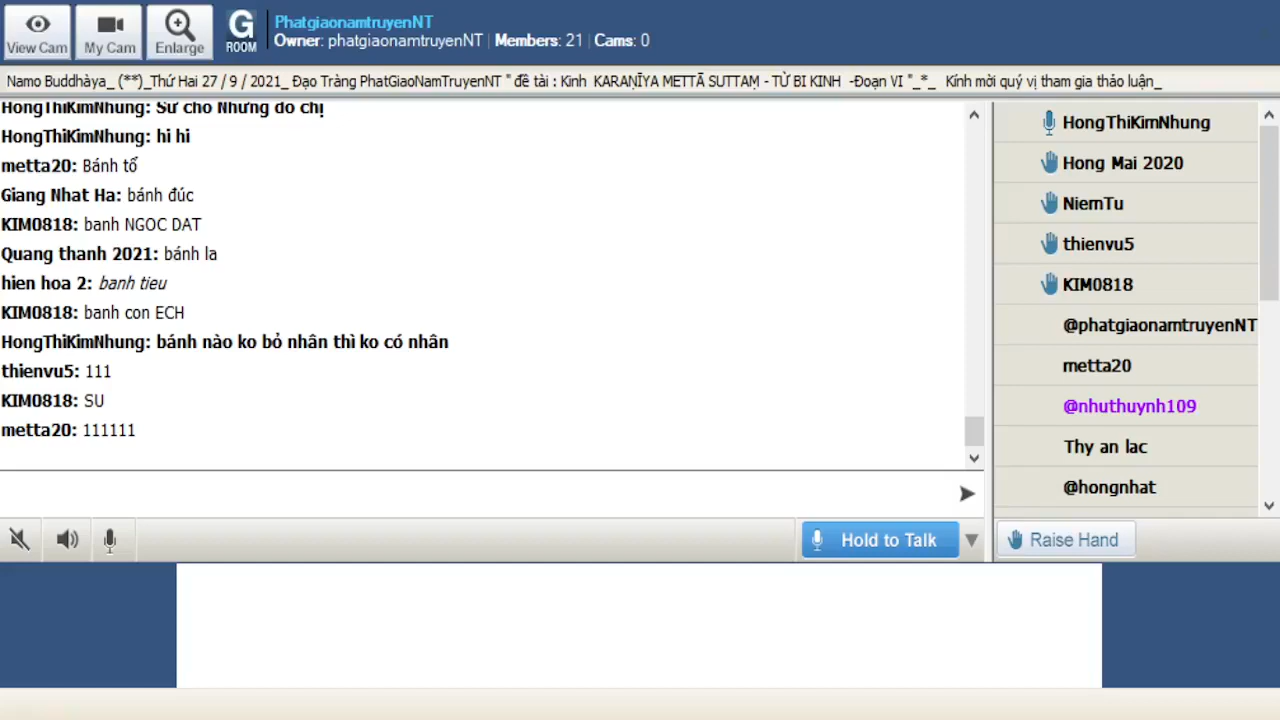 View Cam
My Cam
Enlarge
G
ROOM
PhatgiaonamtruyenNT
Owner: phatgiaonamtruyenNT | Members: 21 | Cams: 0
Namo Buddhàya_ (**)_Thứ Hai 27 / 9 / 2021_ Đạo Tràng PhatGiaoNamTruyenNT " đề tài : Kinh KARAṆĪYA METTĀ SUTTAṂ - TỪ BI KINH -Đoạn VI "_*_ Kính mời quý vị tham gia thảo luận_
HongThiKimNhung: Sư cho Nhưng đó chị
HongThiKimNhung: hi hi
metta20: Bánh tổ
Giang Nhat Ha: bánh đúc
KIM0818: banh NGOC DAT
Quang thanh 2021: bánh la
hien hoa 2: banh tieu
KIM0818: banh con ECH
HongThiKimNhung: bánh nào ko bỏ nhân thì ko có nhân
thienvu5: 111
KIM0818: SU
metta20: 111111
Hold to Talk
HongThiKimNhung
Hong Mai 2020
NiemTu
thienvu5
KIM0818
@phatgiaonamtruyenNT
metta20
@nhuthuynh109
Thy an lac
@hongnhat
Raise Hand